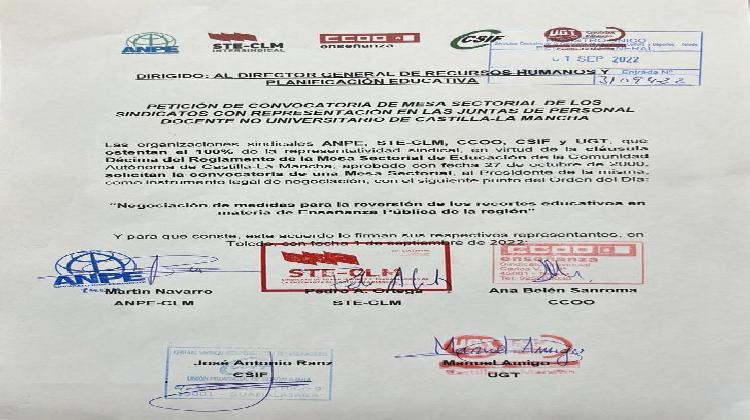 ANPE
STE-CLM
INTERSINDICAL
CCOO
enseñanza
CSIF
UGT
REGISTRO ÚNICO
01 SEP 2022
Entrada Nº
DIRIGIDO: AL DIRECTOR GENERAL DE RECURSOS HUMANOS Y
PLANIFICACIÓN EDUCATIVA
PETICIÓN DE CONVOCATORIA DE MESA SECTORIAL DE LOS
SINDICATOS CON REPRESENTACIÓN EN LAS JUNTAS DE PERSONAL
DOCENTE NO UNIVERSITARIO DE CASTILLA-LA MANCHA
Las organizaciones sindicales ANPE, STE-CLM, CCOO, CSIF y UGT, que
ostentan el 100% de la representatividad sindical, en virtud de la cláusula
Décima del Reglamento de la Mesa Sectorial de Educación de la Comunidad
Autónoma de Castilla-La Mancha, aprobado con fecha 27 de octubre de 2000,
solicitan la convocatoria de una Mesa Sectorial, al Presidente de la misma,
como instrumento legal de negociación, con el siguiente punto del Orden del Día:
"Negociación de medidas para la reversión de los recortes educativos en
materia de Enseñanza Pública de la región"
Y para que conste, este acuerdo lo firman sus respectivos representantes, en
Toledo, con fecha 1 de septiembre de 2022:
ANPE
STE-CLM
CCOO
enseñanza
Martín Navarro
Pedro A. Ortega
Ana Belén Sanroma
ANPE-CLM
STE-CLM
CCOO
José Antonio Ranz
Manuel Amigo
CSIF
UGT